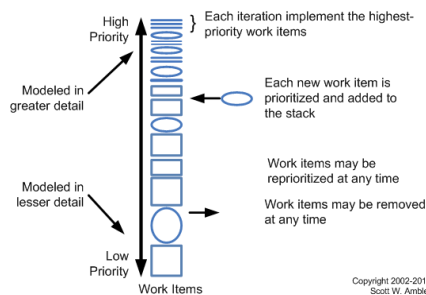 High
Priority
Each iteration implement the highest-
priority work items
Modeled in
greater detail
Each new work item is
prioritized and added to
the stack
Work items may be
reprioritized at any time
Modeled in
lesser detail
Work items may be removed
at any time
Low
Priority
Work Items
Copyright 2002-201
Scott W. Amble